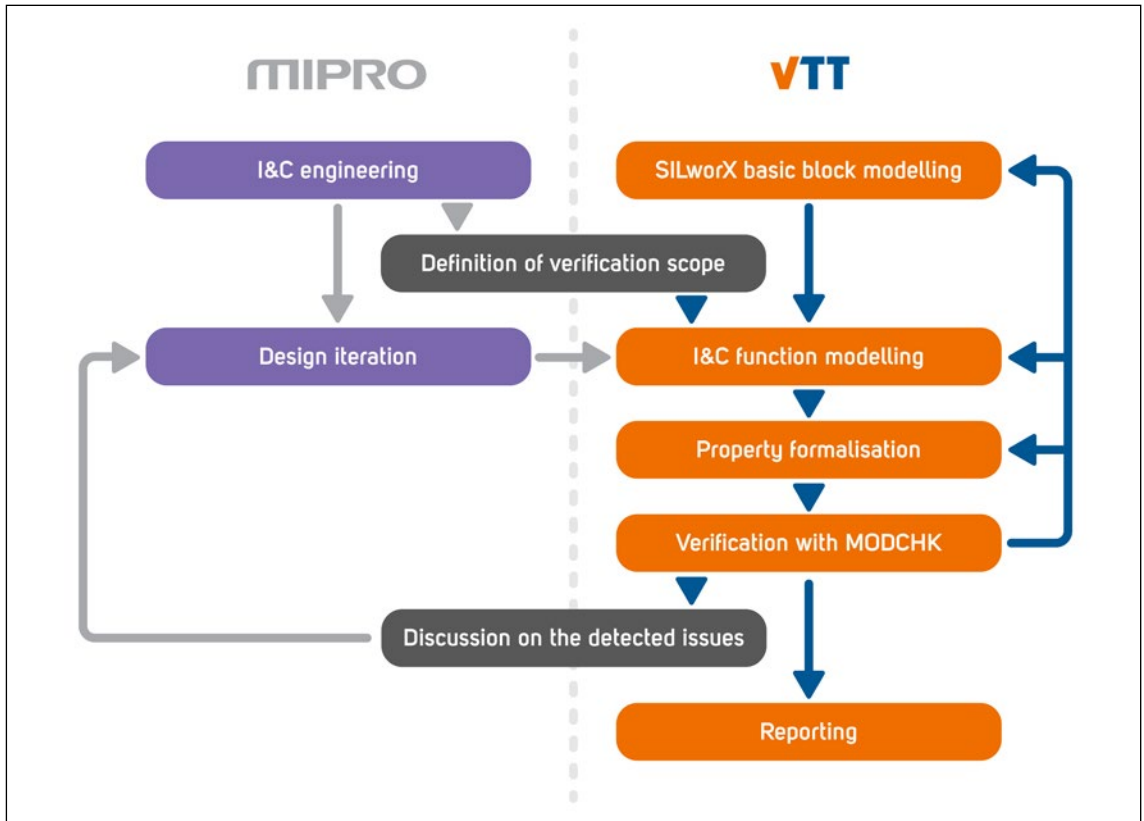 MIPRO
VTT
I&C engineering
SILworX basic block modelling
Definition of verification scope
Design iteration
I&C function modelling
Property formalisation
Verification with MODCHK
Discussion on the detected issues
Reporting